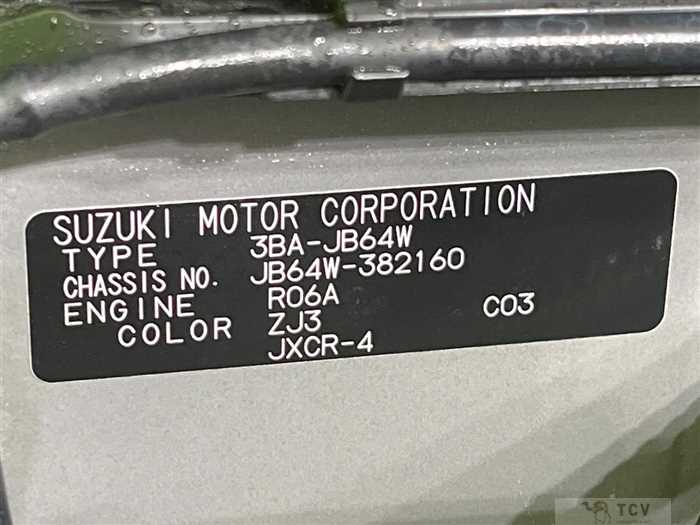 SUZUKI MOTOR CORPORATION
TYPE 3BA-JB64W
CHASSIS NO. JB64W-382160
ENGINE R06A
COLOR ZJ3 C03
JXCR-4
TCV